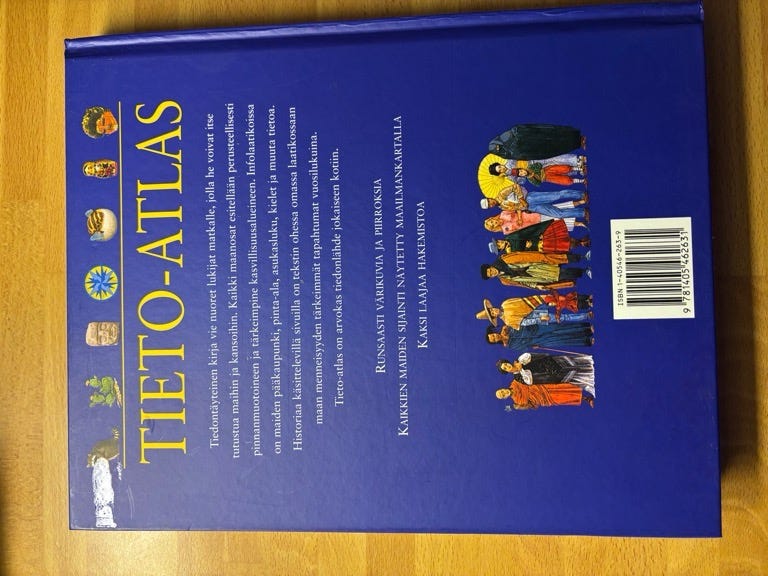 TIETO-ATLAS
Tiedontäyteinen kirja vie nuoret lukijat matkalle, jolla he voivat itse
tutustua maihin ja kansoihin. Kaikki maanosat esitellään perusteellisesti
pinnanmuotoineen ja tärkeimpine kasvillisuusalueineen. Infolaatikoissa
on maiden pääkaupunki, pinta-ala, asukasluku, kielet ja muuta tietoa.
Historiaa käsittelevillä sivuilla on tekstin ohessa omassa laatikossaan
maan menneisyyden tärkeimmät tapahtumat vuosilukuina.
Tieto-atlas on arvokas tiedonlähde jokaiseen kotiin.
RUNSAASTI VÄRIKUVIA JA PIIRROKSIA
KAIKKIEN MAIDEN SIJAINTI NÄYTETTY MAAILMANKARTALLA
KAKSI LAAJAA HAKEMISTOA
ISBN 1-40546-263-9
9 781405 462631